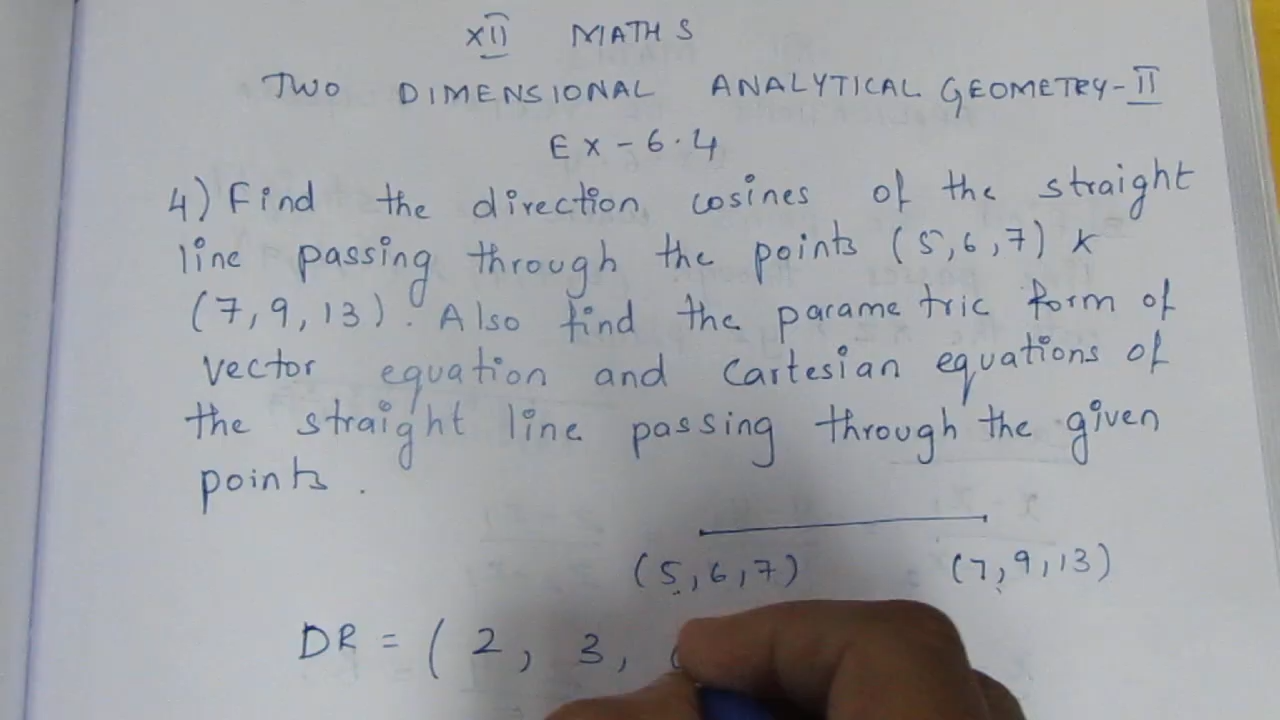 XII MATHS
TWO DIMENSIONAL ANALYTICAL GEOMETRY-II
EX-6.4
4) Find the direction cosines of the straight
line passing through the points (5,6,7) &
(7,9,13). Also find the parametric form of
vector equation and Cartesian equations of
the straight line passing through the given
points.
(5,6,7) (7,9,13)
DR = ( 2, 3,